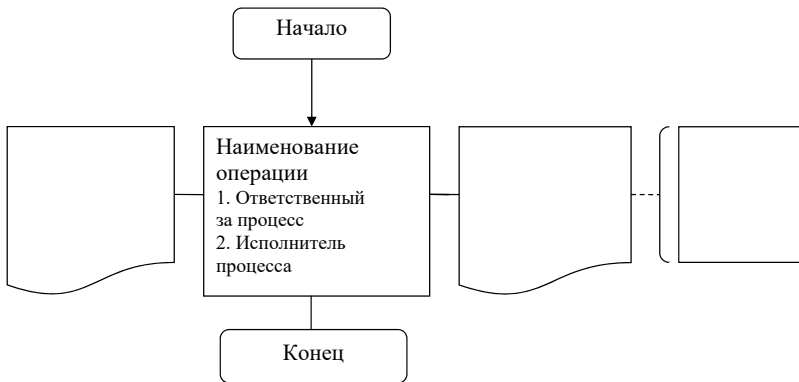 Начало
Наименование
операции
1. Ответственный
за процесс
2. Исполнитель
процесса
Конец